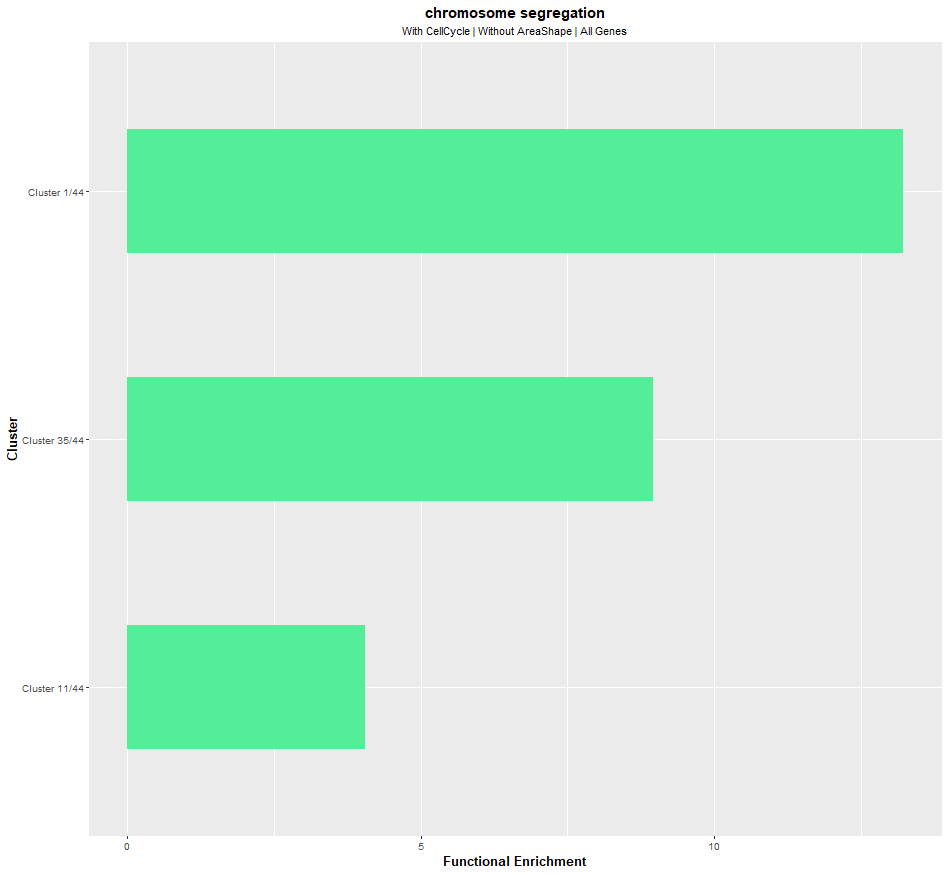 chromosome segregation
With CellCycle | Without AreaShape | All Genes
Cluster 1/44
Cluster 35/44
Cluster 11/44
Cluster
0 5 10
Functional Enrichment